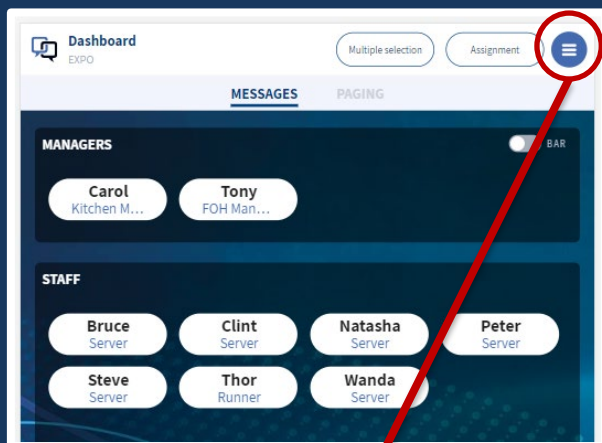 Dashboard
EXPO
Multiple selection
Assignment
MESSAGES
PAGING
MANAGERS
BAR
Carol
Kitchen M...
Tony
FOH Man...
STAFF
Bruce
Server
Clint
Server
Natasha
Server
Peter
Server
Steve
Server
Thor
Runner
Wanda
Server